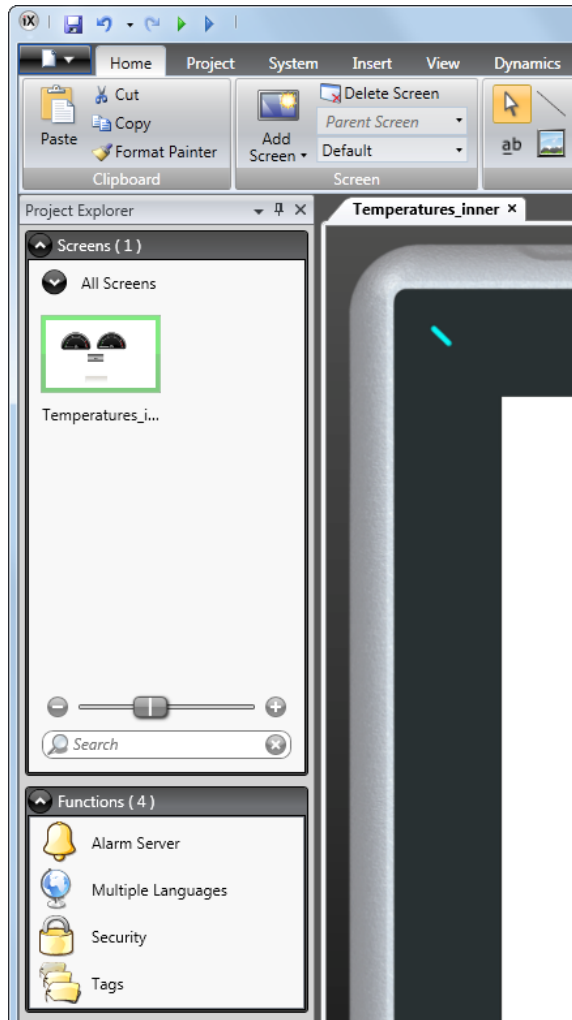 iX
Home Project System Insert View Dynamics
Paste
Cut
Copy
Format Painter
Clipboard
Add
Screen
Delete Screen
Parent Screen
Default
Screen
ab
Project Explorer
Temperatures_inner ×
Screens ( 1 )
All Screens
Temperatures_i...
Search
Functions ( 4 )
Alarm Server
Multiple Languages
Security
Tags